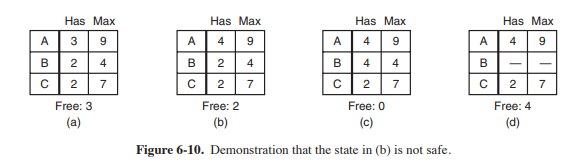 Has Max Has Max Has Max Has Max
A 3 9 A 4 9 A 4 9 A 4 9
B 2 4 B 2 4 B 4 4 B — —
C 2 7 C 2 7 C 2 7 C 2 7
Free: 3 Free: 2 Free: 0 Free: 4
(a) (b) (c) (d)
Figure 6-10. Demonstration that the state in (b) is not safe.